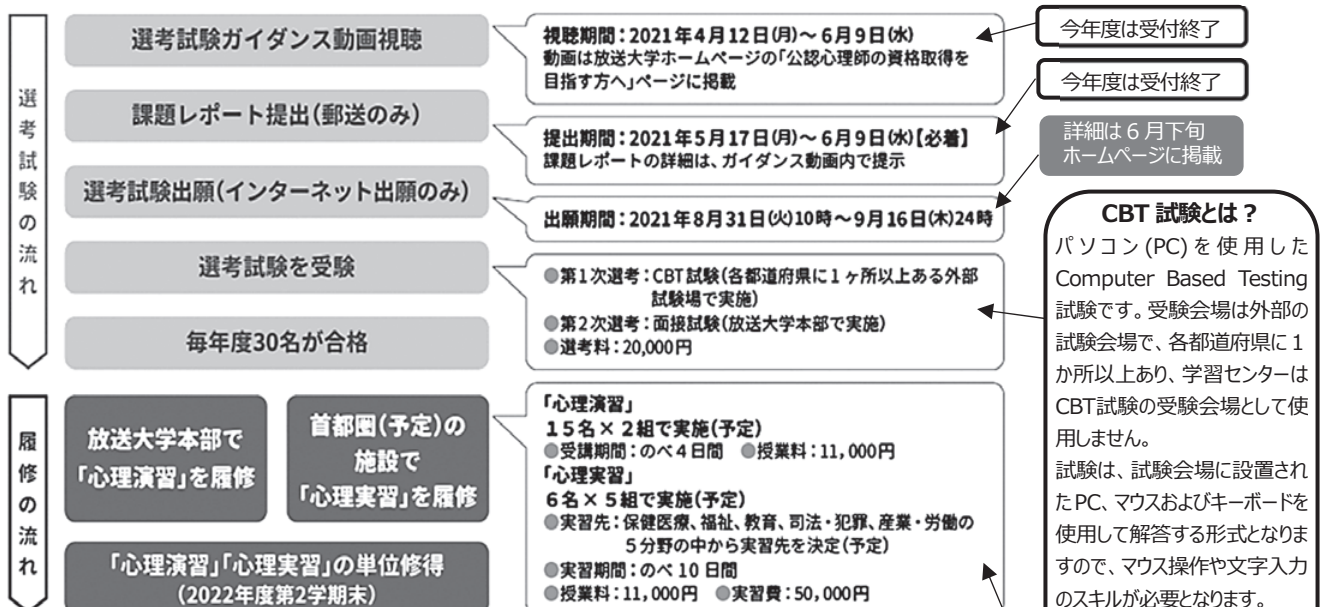 選考試験の流れ
選考試験ガイダンス動画視聴
視聴期間：2021年4月12日(月)～6月9日(水)
動画は放送大学ホームページの「公認心理師の資格取得を
目指す方へ」ページに掲載
今年度は受付終了
課題レポート提出(郵送のみ)
提出期間：2021年5月17日(月)～6月9日(水)【必着】
課題レポートの詳細は、ガイダンス動画内で提示
今年度は受付終了
選考試験出願(インターネット出願のみ)
出願期間：2021年8月31日(火)10時～9月16日(木)24時
詳細は6月下旬
ホームページに掲載
選考試験を受験
毎年度30名が合格
●第1次選考：CBT試験(各都道府県に1ヶ所以上ある外部
試験場で実施)
●第2次選考：面接試験(放送大学本部で実施)
●選考料：20,000円
CBT 試験とは？
パソコン(PC)を使用した
Computer Based Testing
試験です。受験会場は外部の
試験会場で、各都道府県に1
か所以上あり、学習センターは
CBT試験の受験会場として使
用しません。
試験は、試験会場に設置され
たPC、マウスおよびキーボードを
使用して解答する形式となりま
すので、マウス操作や文字入力
のスキルが必要となります。
履修の流れ
放送大学本部で
「心理演習」を履修
首都圏(予定)の
施設で
「心理実習」を履修
「心理演習」「心理実習」の単位修得
(2022年度第2学期末)
「心理演習」
15名×2組で実施(予定)
●受講期間：のべ4日間 ●授業料：11,000円
「心理実習」
6名×5組で実施(予定)
●実習先：保健医療、福祉、教育、司法・犯罪、産業・労働の
5分野の中から実習先を決定(予定)
●実習期間：のべ10日間
●授業料：11,000円 ●実習費：50,000円